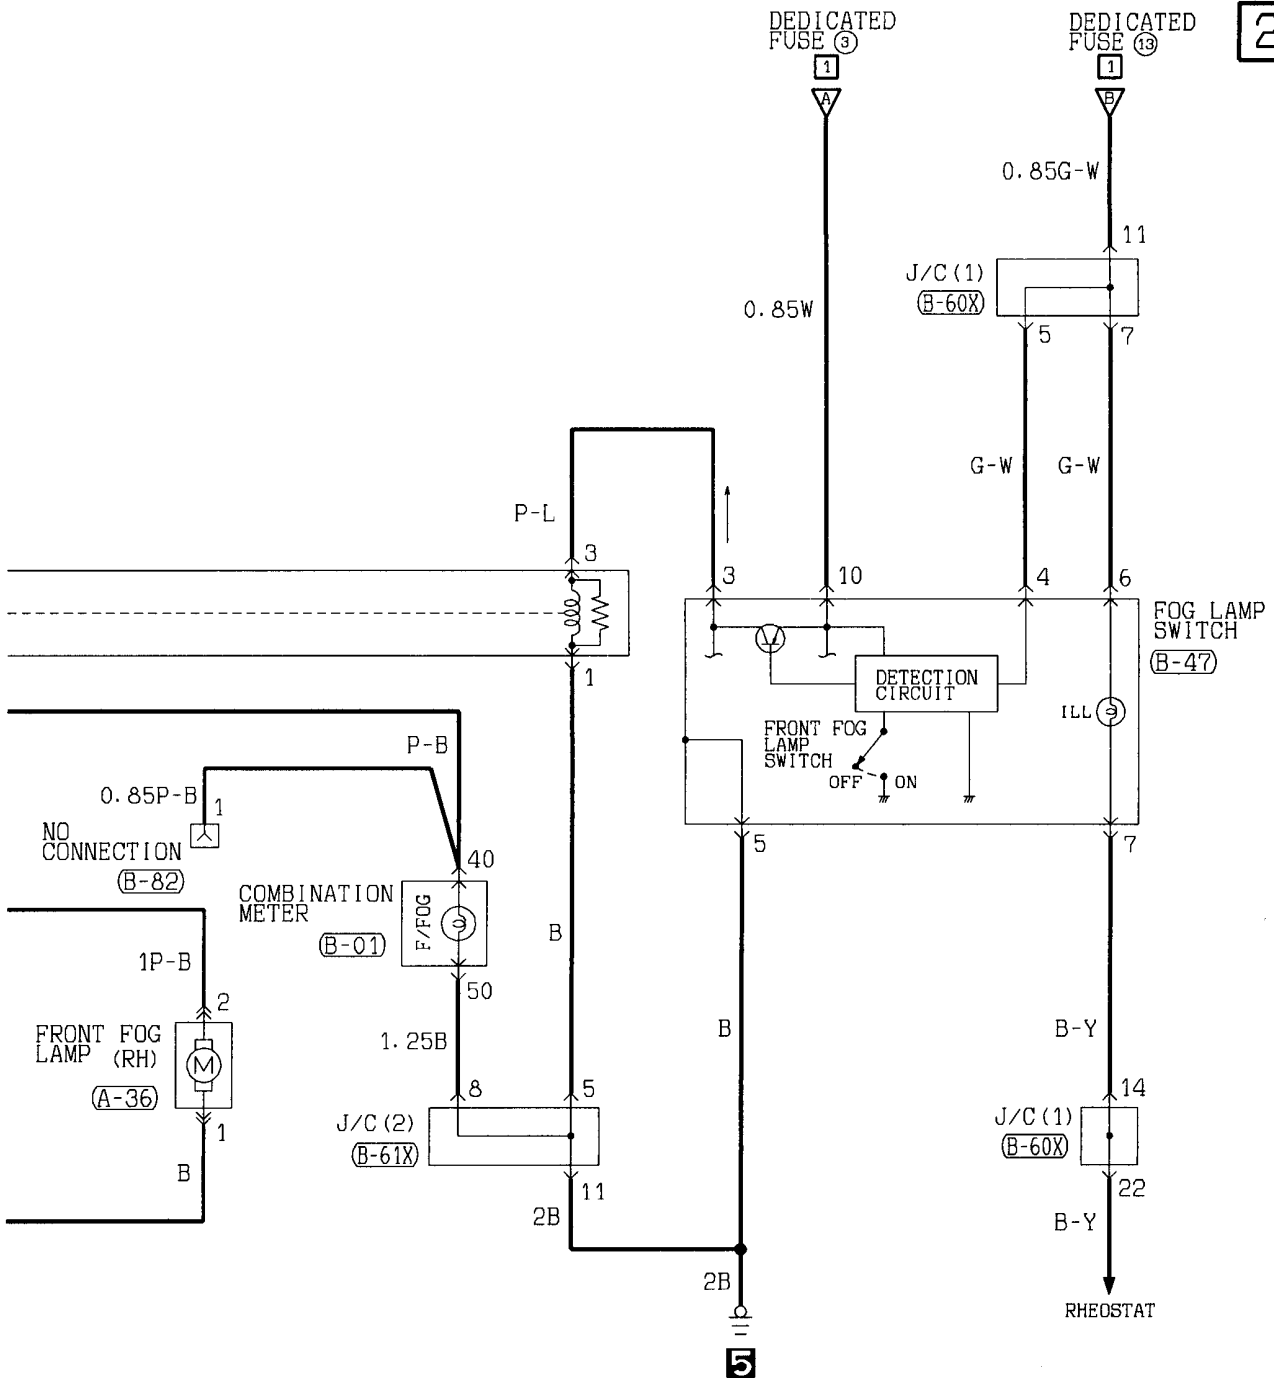 DEDICATED
FUSE ③
1
A
DEDICATED
FUSE ⑬
1
B
2
0.85G-W
11
J/C(1)
B-60X
0.85W
5
7
G-W
G-W
P-L
3
3
10
4
6
FOG LAMP
SWITCH
B-47
1
DETECTION
CIRCUIT
ILL
P-B
FRONT FOG
LAMP
SWITCH
OFF
ON
0.85P-B
1
NO
CONNECTION
B-82
40
5
7
COMBINATION
METER
B-01
F/FOG
B
1P-B
50
2
FRONT FOG
LAMP (RH)
A-36
M
1.25B
B
B-Y
8
5
14
J/C(2)
B-61X
J/C(1)
B-60X
1
B
11
22
2B
B-Y
2B
RHEOSTAT
5